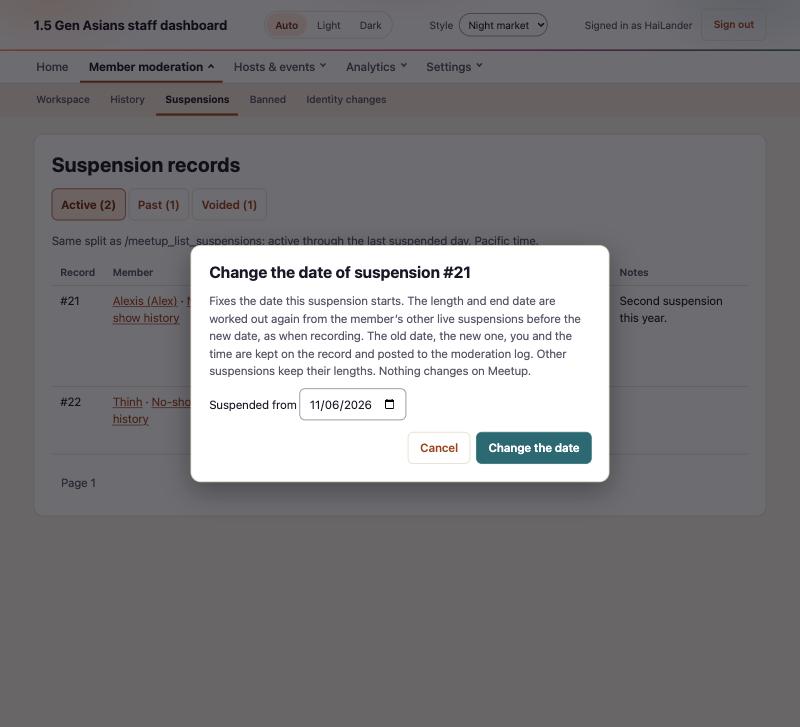 1.5 Gen Asians staff dashboard
Auto Light Dark
Style Night market
Signed in as HaiLander
Sign out
Home Member moderation Hosts & events Analytics Settings
Workspace History Suspensions Banned Identity changes
Suspension records
Active (2) Past (1) Voided (1)
Same split as /meetup_list_suspensions: active through the last suspended day, Pacific time.
Record Member Notes
#21 Alexis (Alex) · Second suspension
show history this year.
#22 Thinh · No-sho
history
Page 1
Change the date of suspension #21
Fixes the date this suspension starts. The length and end date are
worked out again from the member's other live suspensions before the
new date, as when recording. The old date, the new one, you and the
time are kept on the record and posted to the moderation log. Other
suspensions keep their lengths. Nothing changes on Meetup.
Suspended from 11/06/2026
Cancel Change the date